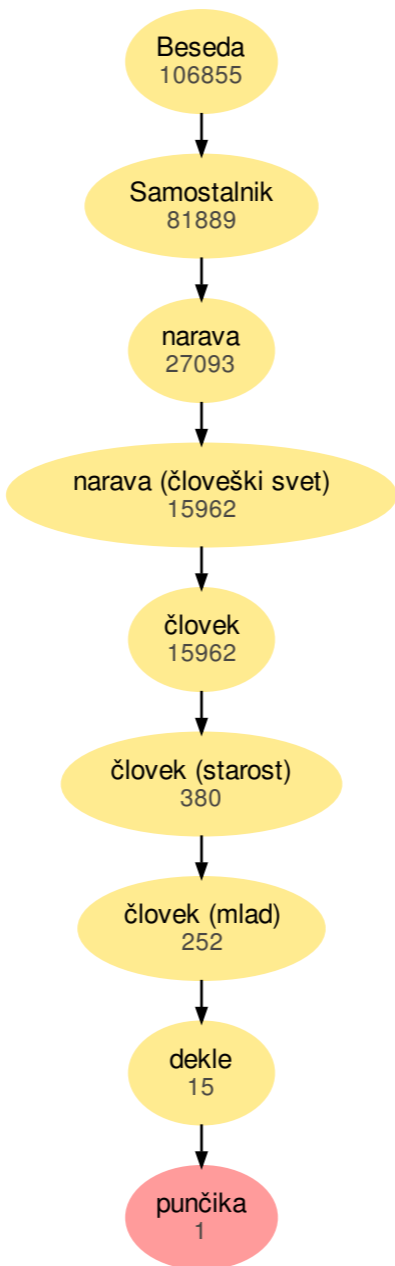 Beseda
106855
Samostalnik
81889
narava
27093
narava (človeški svet)
15962
človek
15962
človek (starost)
380
človek (mlad)
252
dekle
15
punčika
1